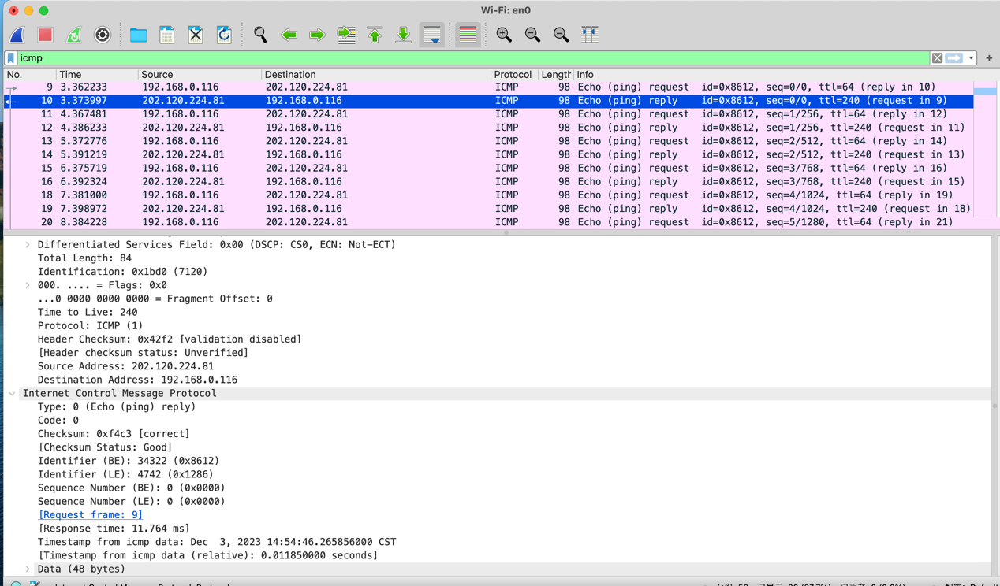 Wi-Fi: en0
icmp
No. Time Source Destination Protocol Length Info
9 3.362233 192.168.0.116 202.120.224.81 ICMP 98 Echo (ping) request id=0x8612, seq=0/0, ttl=64 (reply in 10)
10 3.373997 202.120.224.81 192.168.0.116 ICMP 98 Echo (ping) reply id=0x8612, seq=0/0, ttl=240 (request in 9)
11 4.367481 192.168.0.116 202.120.224.81 ICMP 98 Echo (ping) request id=0x8612, seq=1/256, ttl=64 (reply in 12)
12 4.386233 202.120.224.81 192.168.0.116 ICMP 98 Echo (ping) reply id=0x8612, seq=1/256, ttl=240 (request in 11)
13 5.372776 192.168.0.116 202.120.224.81 ICMP 98 Echo (ping) request id=0x8612, seq=2/512, ttl=64 (reply in 14)
14 5.391219 202.120.224.81 192.168.0.116 ICMP 98 Echo (ping) reply id=0x8612, seq=2/512, ttl=240 (request in 13)
15 6.375719 192.168.0.116 202.120.224.81 ICMP 98 Echo (ping) request id=0x8612, seq=3/768, ttl=64 (reply in 16)
16 6.392324 202.120.224.81 192.168.0.116 ICMP 98 Echo (ping) reply id=0x8612, seq=3/768, ttl=240 (request in 15)
18 7.381000 192.168.0.116 202.120.224.81 ICMP 98 Echo (ping) request id=0x8612, seq=4/1024, ttl=64 (reply in 19)
19 7.398972 202.120.224.81 192.168.0.116 ICMP 98 Echo (ping) reply id=0x8612, seq=4/1024, ttl=240 (request in 18)
20 8.384228 192.168.0.116 202.120.224.81 ICMP 98 Echo (ping) request id=0x8612, seq=5/1280, ttl=64 (reply in 21)
Differentiated Services Field: 0x00 (DSCP: CS0, ECN: Not-ECT)
Total Length: 84
Identification: 0x1bd0 (7120)
000. .... = Flags: 0x0
...0 0000 0000 0000 = Fragment Offset: 0
Time to Live: 240
Protocol: ICMP (1)
Header Checksum: 0x42f2 [validation disabled]
[Header checksum status: Unverified]
Source Address: 202.120.224.81
Destination Address: 192.168.0.116
Internet Control Message Protocol
Type: 0 (Echo (ping) reply)
Code: 0
Checksum: 0xf4c3 [correct]
[Checksum Status: Good]
Identifier (BE): 34322 (0x8612)
Identifier (LE): 4742 (0x1286)
Sequence Number (BE): 0 (0x0000)
Sequence Number (LE): 0 (0x0000)
[Request frame: 9]
[Response time: 11.764 ms]
Timestamp from icmp data: Dec  3, 2023 14:54:46.265856000 CST
[Timestamp from icmp data (relative): 0.011850000 seconds]
Data (48 bytes)